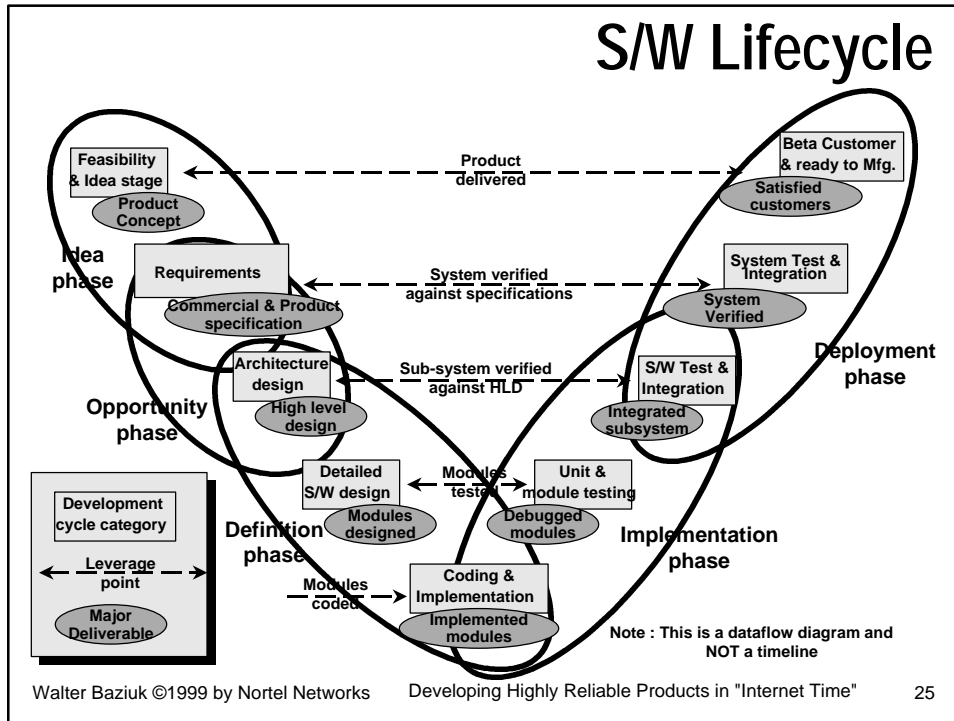 S/W Lifecycle
Feasibility
& Idea stage
Product
Concept
Product
delivered
Beta Customer
& ready to Mfg.
Satisfied
customers
Idea
phase
Requirements
Commercial & Product
specification
System verified
against specifications
System Test &
Integration
System
Verified
Architecture
design
High level
design
Sub-system verified
against HLD
S/W Test &
Integration
Integrated
subsystem
Deployment
phase
Opportunity
phase
Detailed
S/W design
Modules
designed
Modules
tested
Unit &
module testing
Debugged
modules
Definition
phase
Implementation
phase
Development
cycle category
Leverage
point
Major
Deliverable
Modules
coded
Coding &
Implementation
Implemented
modules
Note : This is a dataflow diagram and
NOT a timeline
Walter Baziuk ©1999 by Nortel Networks
Developing Highly Reliable Products in "Internet Time"
25